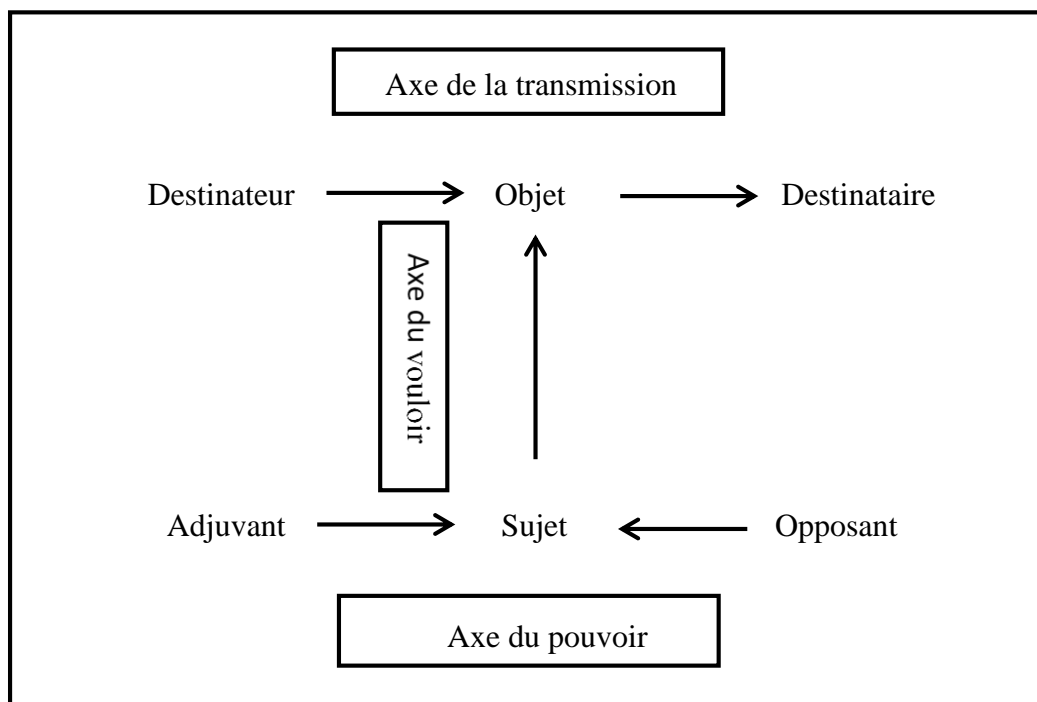 Axe de la transmission
Destinateur Objet Destinataire
Axe du vouloir
Adjuvant Sujet Opposant
Axe du pouvoir